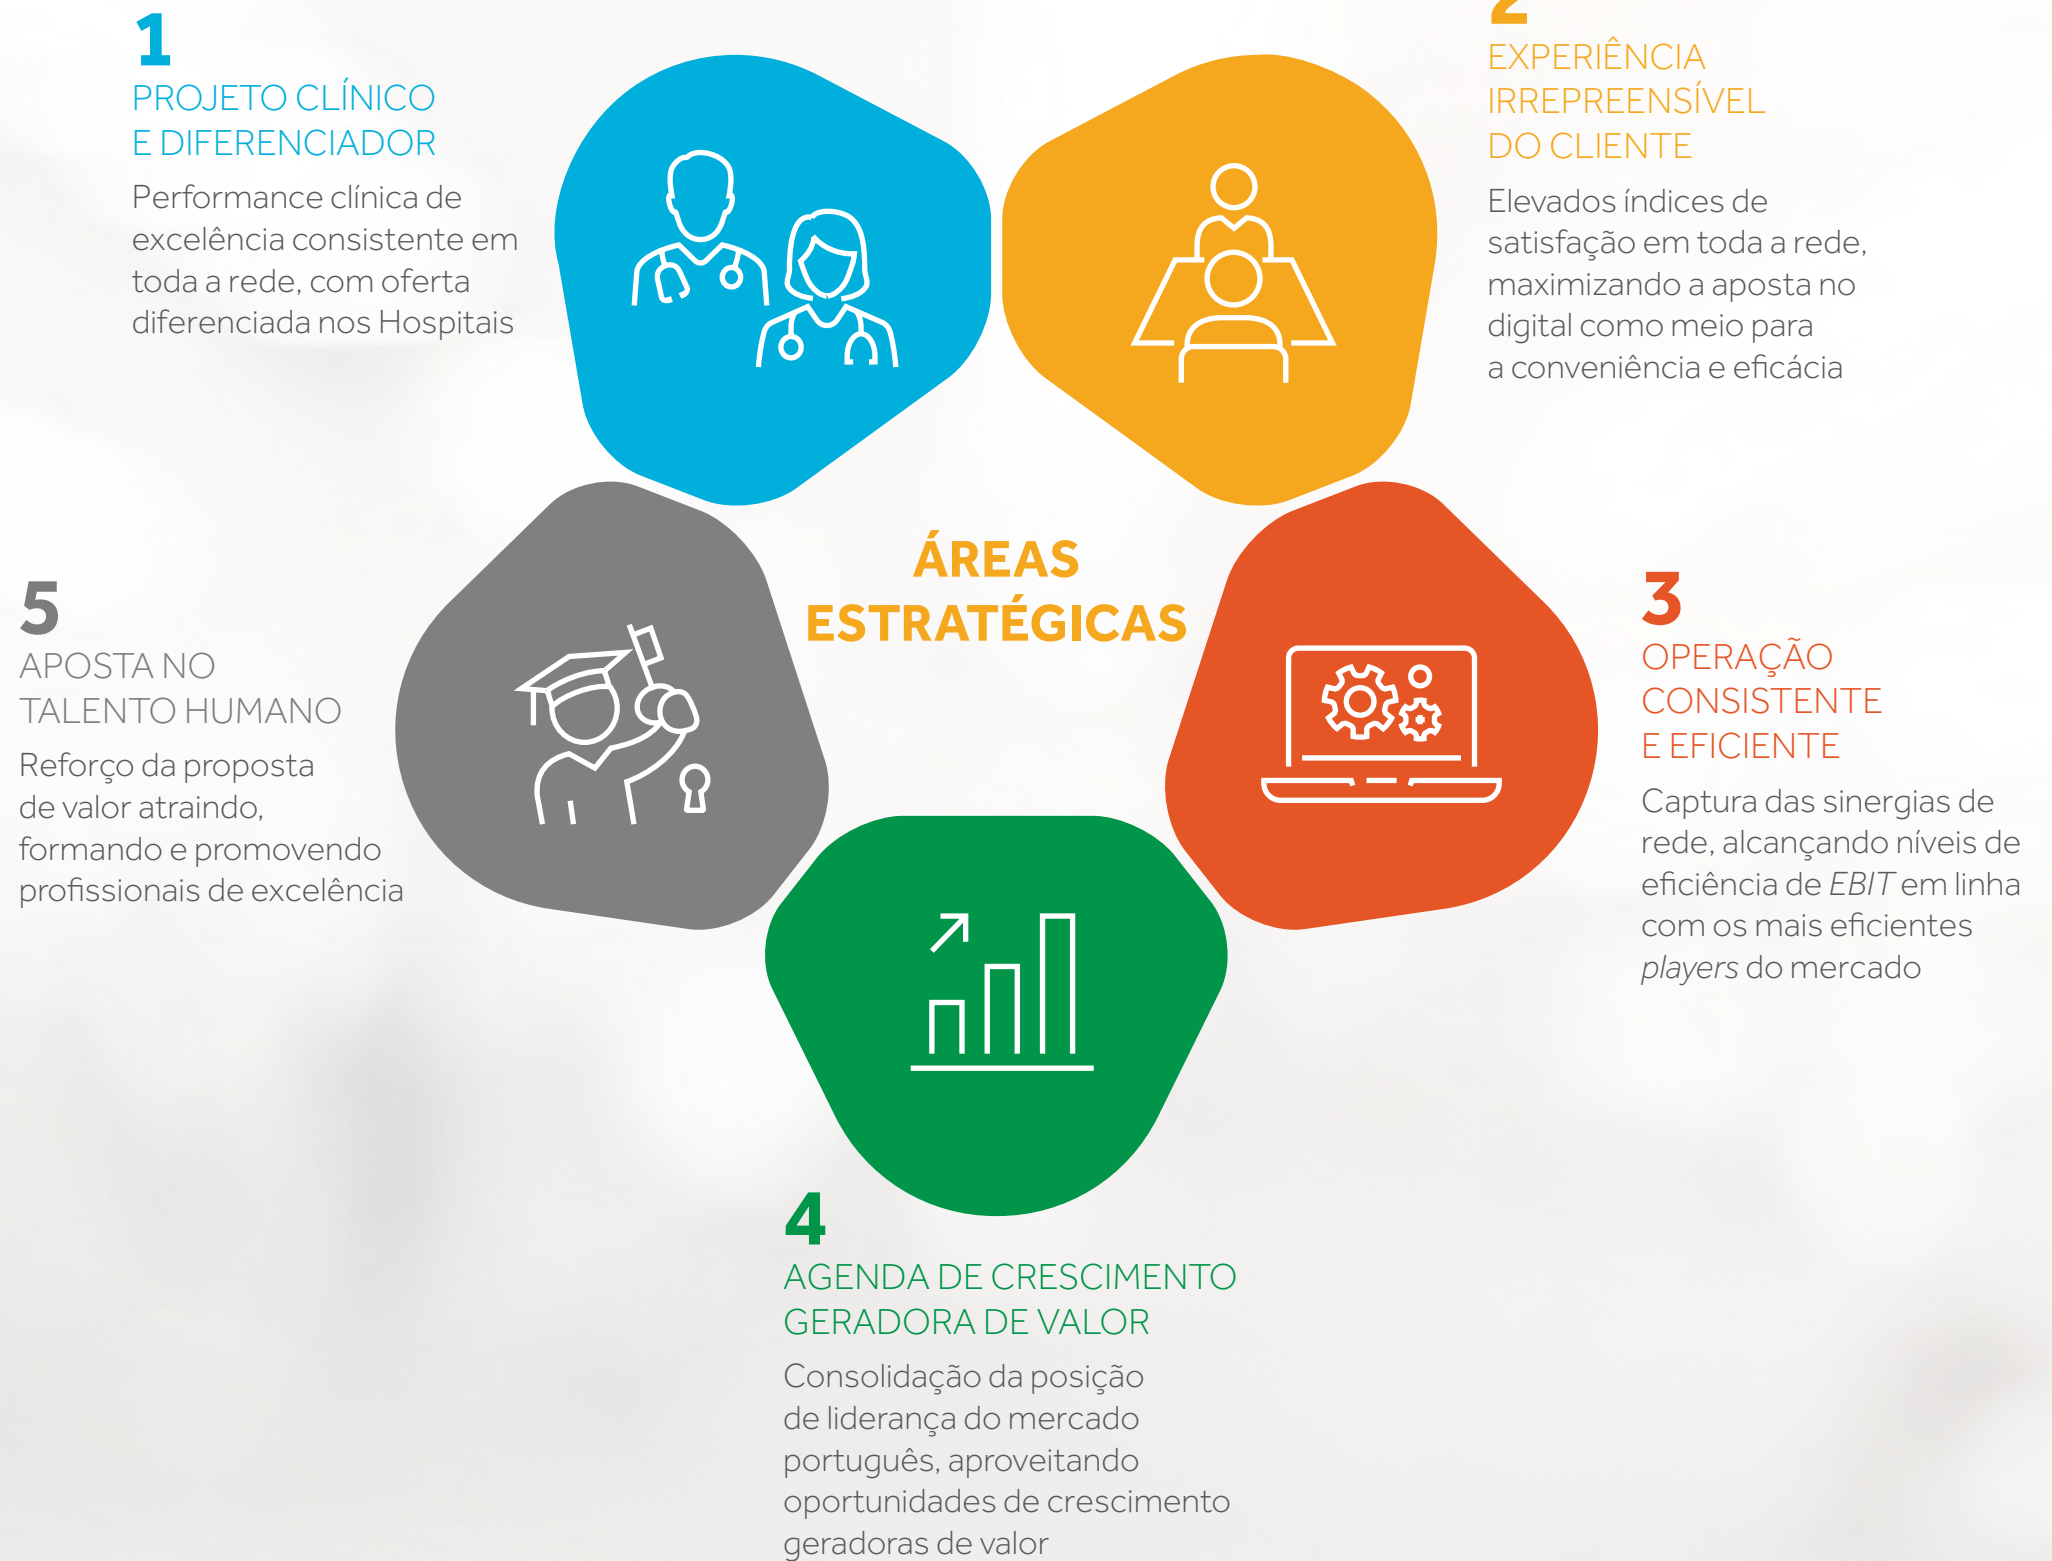 1
PROJETO CLÍNICO
E DIFERENCIADOR
Performance clínica de
excelência consistente em
toda a rede, com oferta
diferenciada nos Hospitais
2
EXPERIÊNCIA
IRREPREENSÍVEL
DO CLIENTE
Elevados índices de
satisfação em toda a rede,
maximizando a aposta no
digital como meio para
a conveniência e eficácia
ÁREAS
ESTRATÉGICAS
3
OPERAÇÃO
CONSISTENTE
E EFICIENTE
Captura das sinergias de
rede, alcançando níveis de
eficiência de EBIT em linha
com os mais eficientes
players do mercado
4
AGENDA DE CRESCIMENTO
GERADORA DE VALOR
Consolidação da posição
de liderança do mercado
português, aproveitando
oportunidades de crescimento
geradoras de valor
5
APOSTA NO
TALENTO HUMANO
Reforço da proposta
de valor atraindo,
formando e promovendo
profissionais de excelência